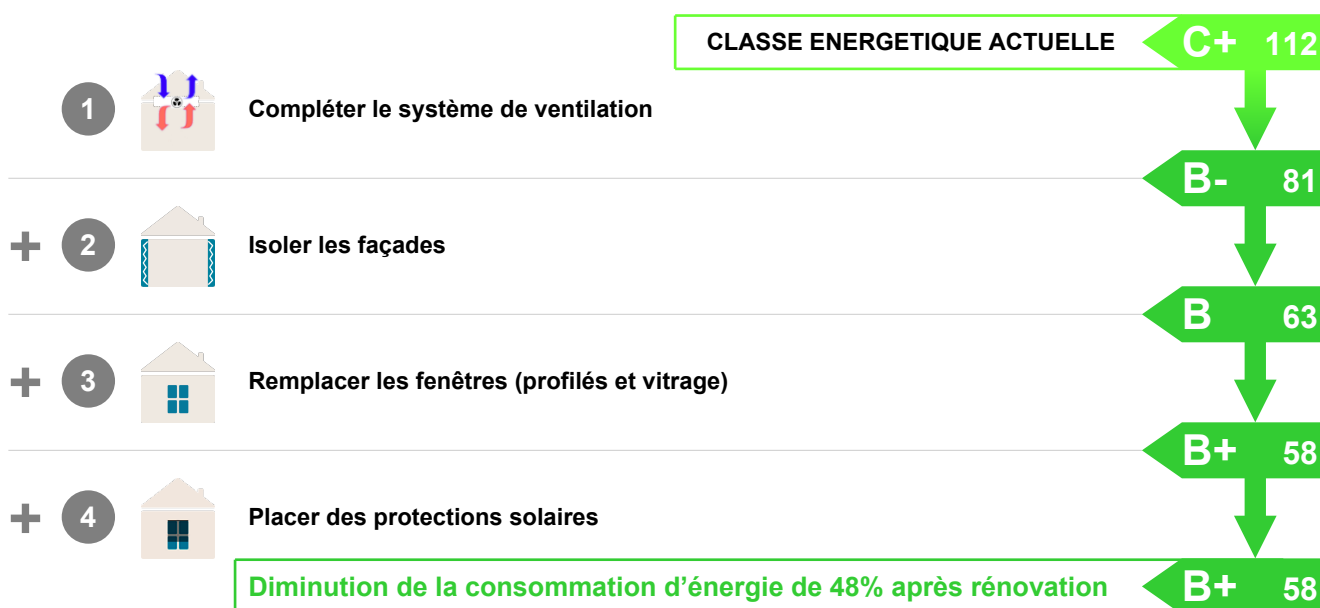 CLASSE ENERGETIQUE ACTUELLE C+ 112
1 Compléter le système de ventilation
B- 81
+ 2 Isoler les façades
B 63
+ 3 Remplacer les fenêtres (profilés et vitrage)
B+ 58
+ 4 Placer des protections solaires
Diminution de la consommation d'énergie de 48% après rénovation B+ 58